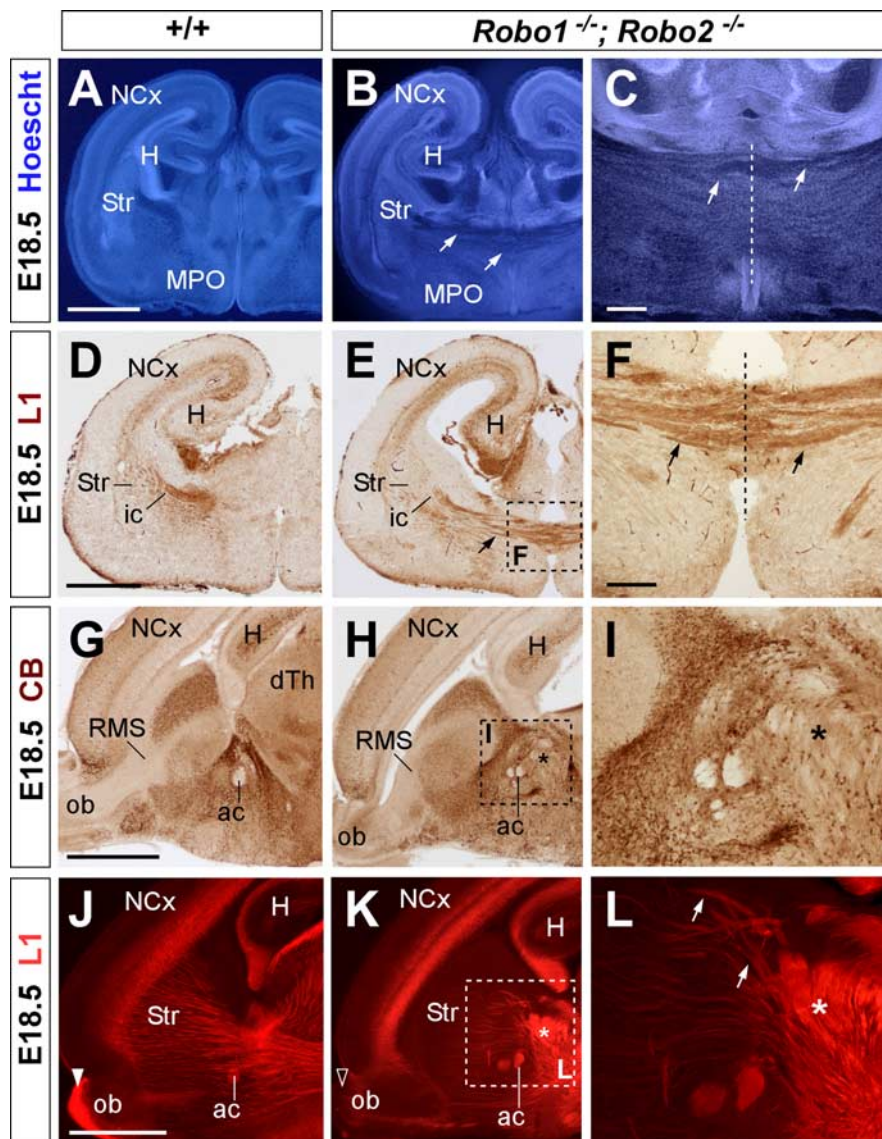 +/+
Robo1 -/-; Robo2 -/-
E18.5 Hoescht
A
NCx
H
Str
MPO
B
NCx
H
Str
MPO
C
E18.5 L1
D
NCx
H
Str
ic
E
NCx
H
Str
ic
F
F
E18.5 CB
G
NCx
H
dTh
RMS
ob
ac
H
NCx
H
RMS
I
*
ob
ac
I
*
E18.5 L1
J
NCx
H
Str
ob
ac
K
NCx
H
Str
*
L
ob
ac
L
*